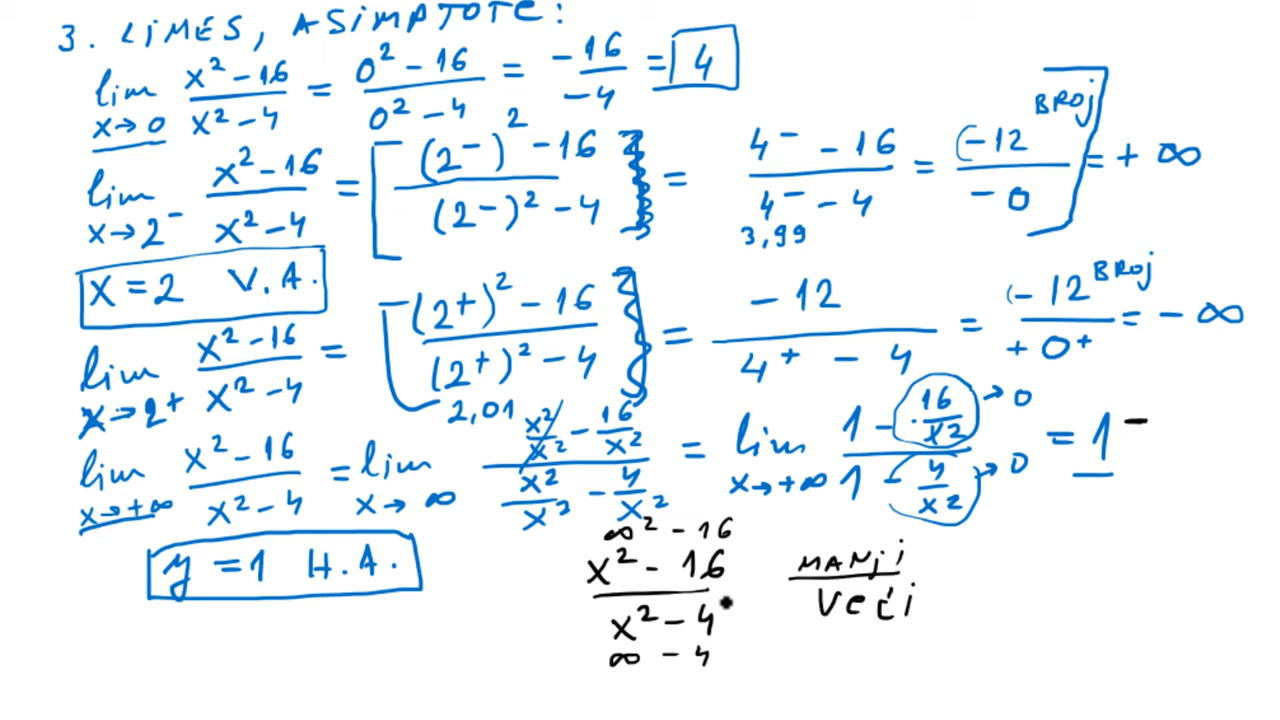 3. LIMES, ASIMPTOTE:
lim x→0 x² - 16 / x² - 4 = 0² - 16 / 0² - 4 = -16 / -4 = 4
lim x→2⁻ x² - 16 / x² - 4 = [ (2-)² - 16 / (2-)² - 4 ] = 4⁻ - 16 / 4⁻ - 4 = (-12 / -0 ] = + ∞
BROJ
3,99
x = 2 V.A.
lim x→2+ x² - 16 / x² - 4 = [ (2+)² - 16 / (2+)² - 4 ] = -12 / 4⁺ - 4 = (-12 / +0⁺ = - ∞
BROJ
2,01
lim x→+∞ x² - 16 / x² - 4 = lim x→∞ x²/x² - 16/x² / x²/x² - 4/x² = lim x→+∞ 1 - 16/x² / 1 - 4/x² = 1⁻
→ 0
→ 0
y = 1 H.A.
∞² - 16
x² - 16 / x² - 4
∞ - 4
MANJI / VEĆI